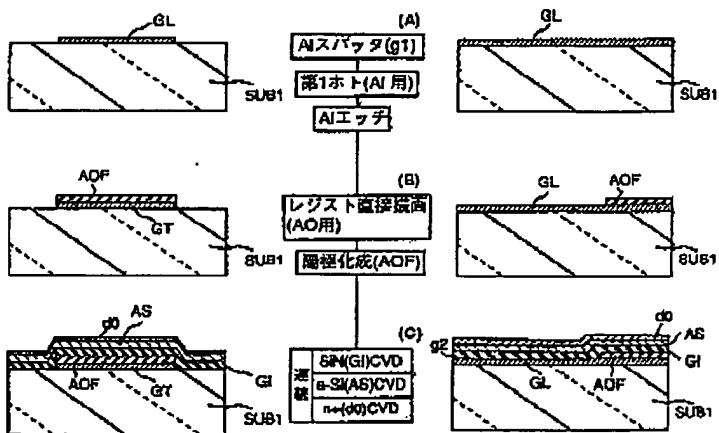 GL
(A)
Alスパッタ(g1)
GL
第1ホト(Al用)
SUB1
SUB1
Alエッチ
AOF
(B)
GL
AOF
レジスト直接描画
(AO用)
GT
陽極化成(AOF)
SUB1
SUB1
d0
AS
(C)
d0
AS
g2
SiN(GI)CVD
GI
a-Si(AS)CVD
AOF
GT
GI
GL
AOF
n+(d0)CVD
SUB1
SUB1